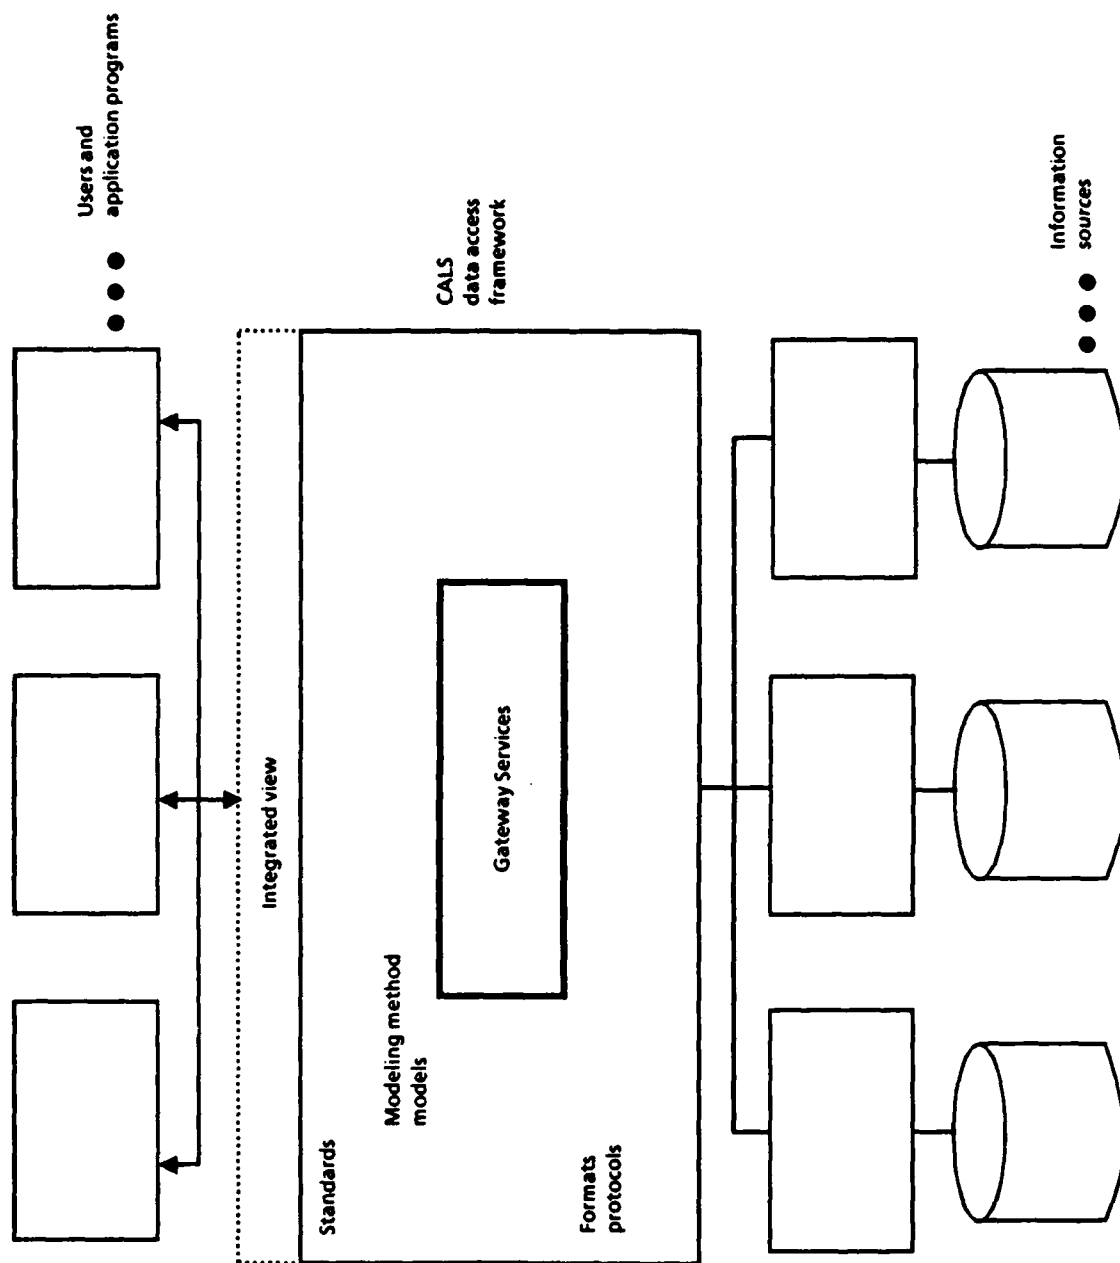 Users and
application programs
Integrated view
CALS
data access
framework
Standards
Modeling method
models
Gateway Services
Formats
protocols
Information
sources